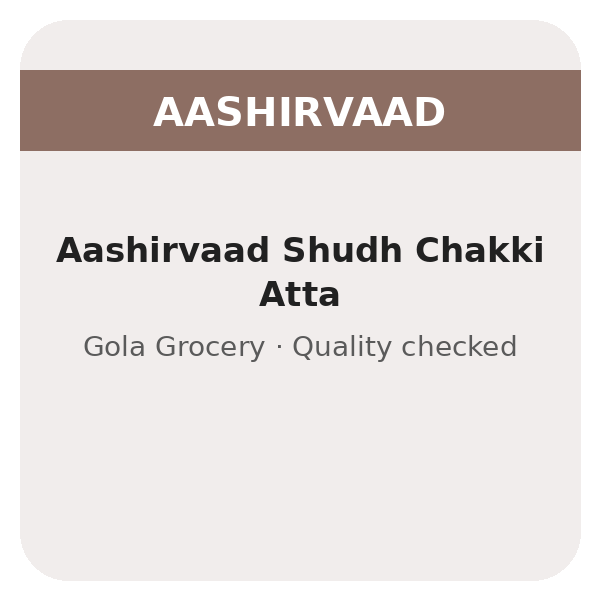 AASHIRVAAD
Aashirvaad Shudh Chakki
Atta
Gola Grocery · Quality checked